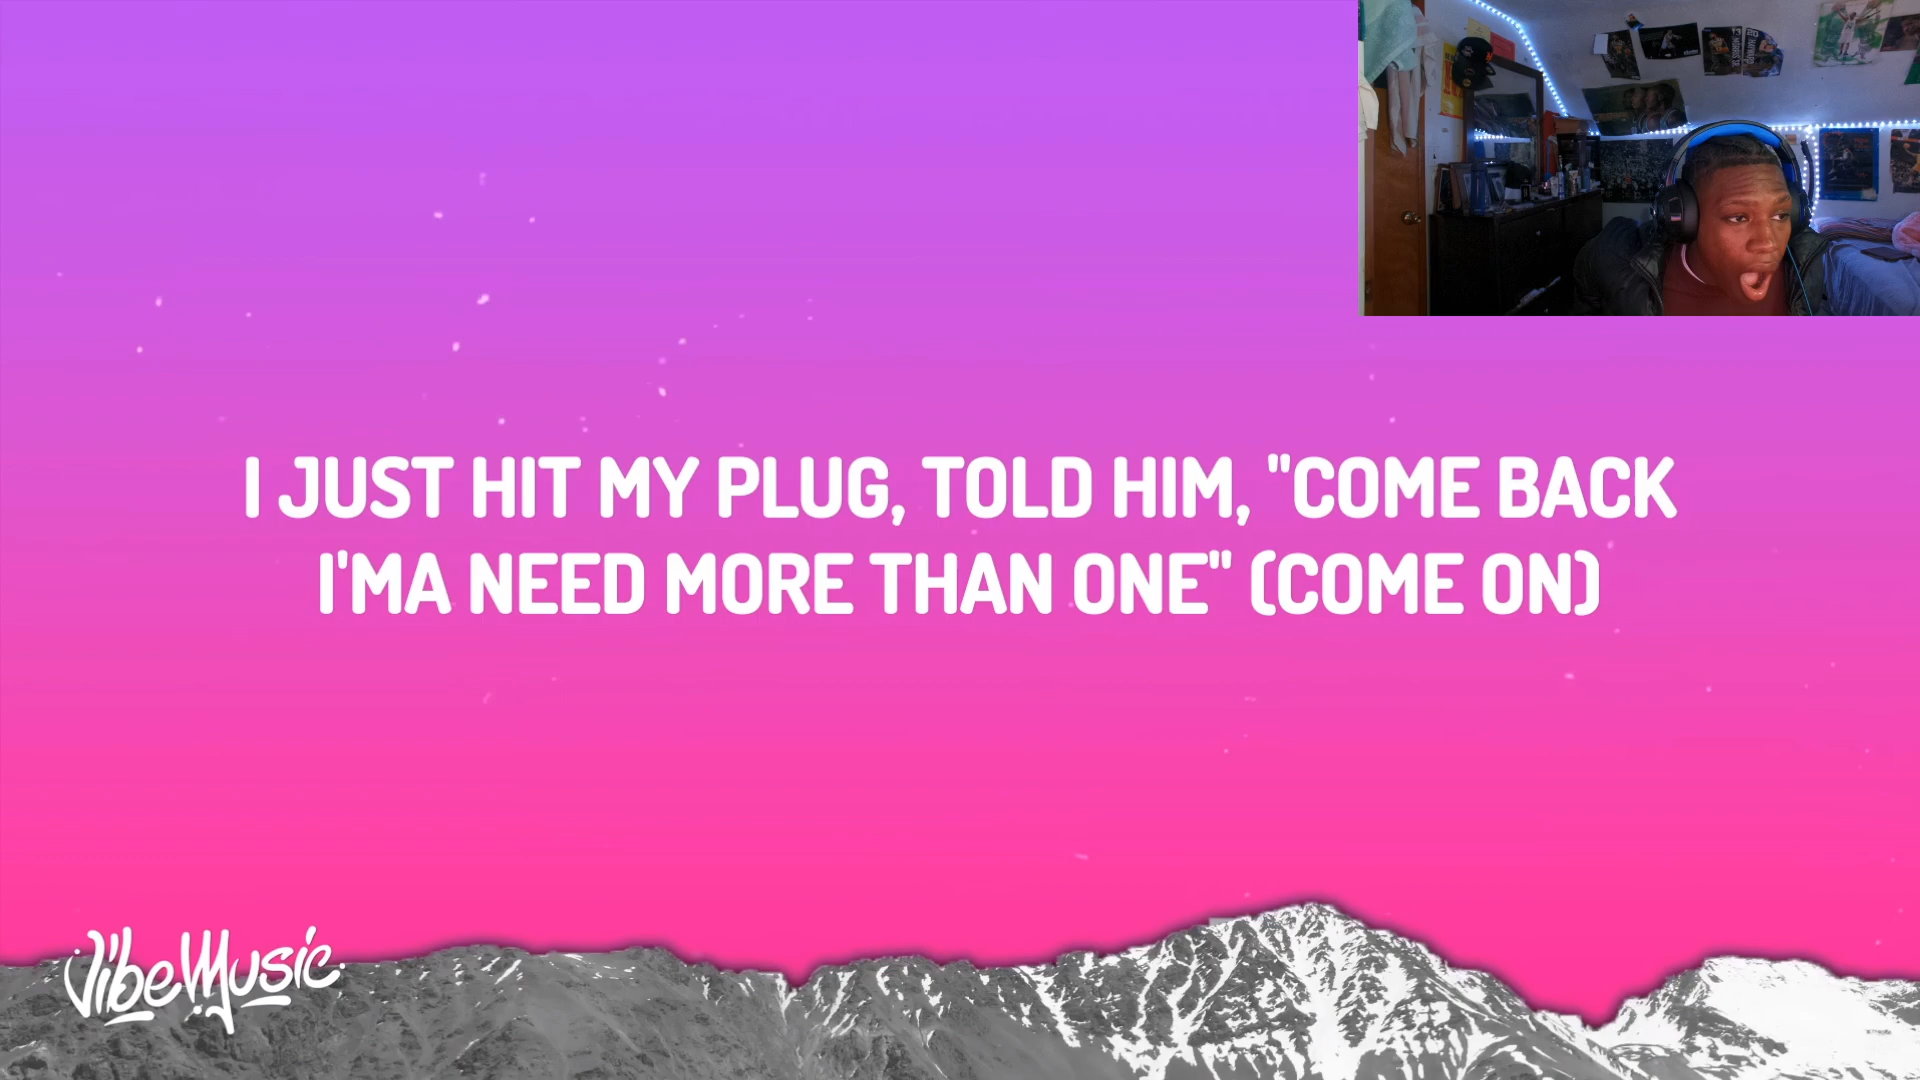 I JUST HIT MY PLUG, TOLD HIM, "COME BACK
I'MA NEED MORE THAN ONE" (COME ON)
VibeMusic